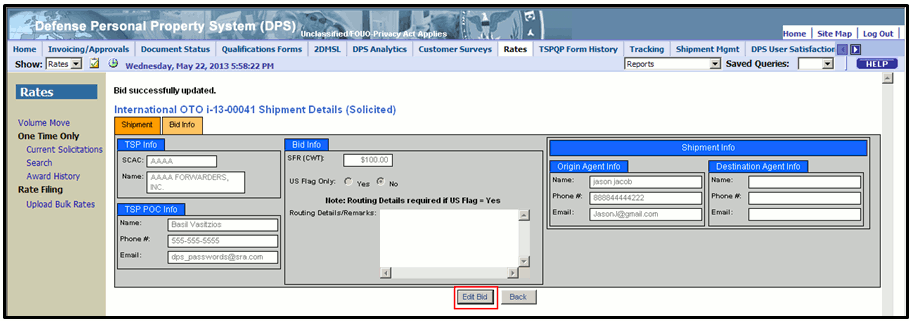 Defense Personal Property System (DPS)
Unclassified/FOUO-Privacy Act Applies
Home | Site Map | Log Out
Home Invoicing/Approvals Document Status Qualifications Forms 2DMSL DPS Analytics Customer Surveys Rates TSPQP Form History Tracking Shipment Mgmt DPS User Satisfaction
Show: Rates Wednesday, May 22, 2013 5:58:22 PM Reports Saved Queries: HELP
Rates
Volume Move
One Time Only
Current Solicitations
Search
Award History
Rate Filing
Upload Bulk Rates
Bid successfully updated.
International OTO i-13-00041 Shipment Details (Solicited)
Shipment Bid Info
TSP Info
SCAC: AAAA
Name: AAAA FORWARDERS,
INC.
TSP POC Info
Name: Basil Vasitzios
Phone #: 555-555-5555
Email: dps_passwords@sra.com
Bid Info
SFR (CWT): $100.00
US Flag Only: Yes No
Note: Routing Details required if US Flag = Yes
Routing Details/Remarks:
Shipment Info
Origin Agent Info
Name: jason jacob
Phone #: 888844444222
Email: JasonJ@gmail.com
Destination Agent Info
Name:
Phone #:
Email:
Edit Bid Back